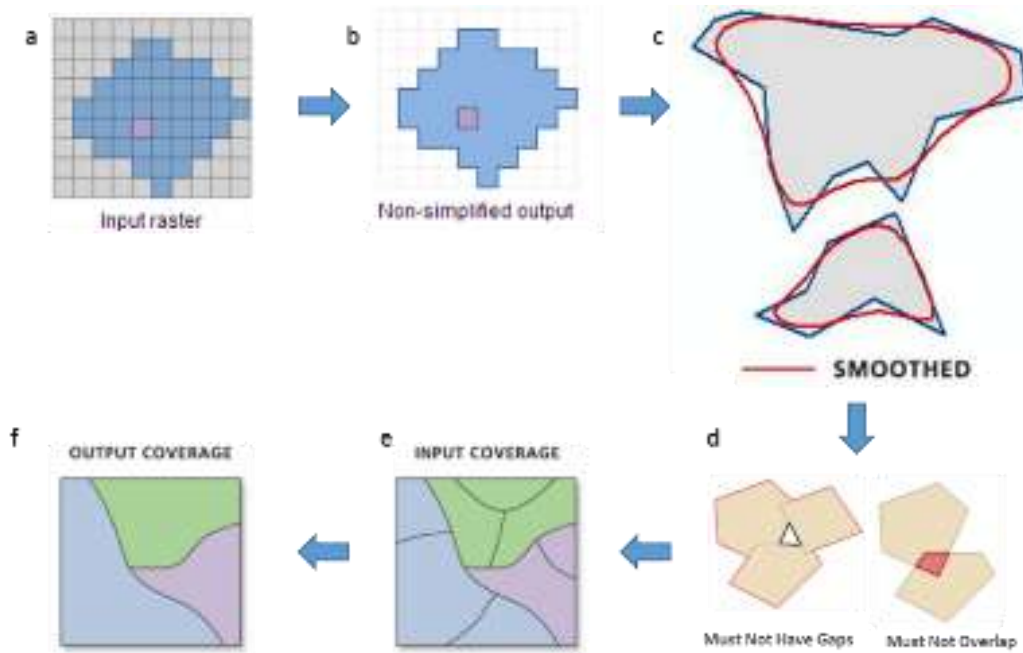 a
Input raster
b
Non-simplified output
c
SMOOTHED
d
Must Not Have Gaps
Must Not Overlap
e
INPUT COVERAGE
f
OUTPUT COVERAGE